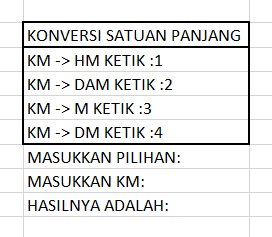 KONVERSI SATUAN PANJANG
KM -> HM KETIK :1
KM -> DAM KETIK :2
KM -> M KETIK :3
KM -> DM KETIK :4
MASUKKAN PILIHAN:
MASUKKAN KM:
HASILNYA ADALAH: